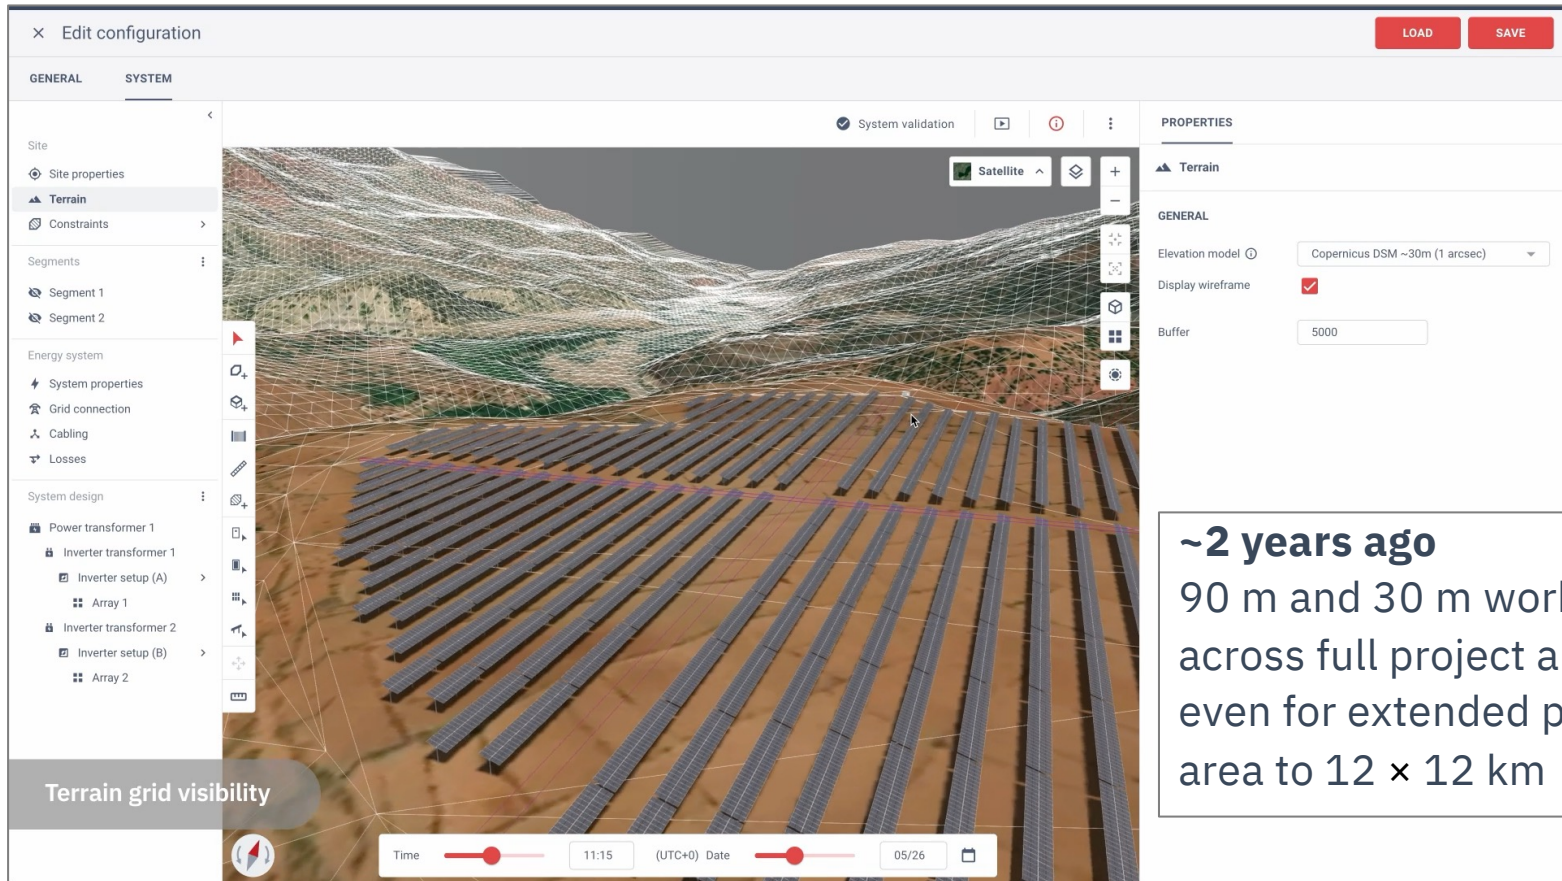 Edit configuration
LOAD
SAVE
GENERAL
SYSTEM
Site
Site properties
Terrain
Constraints
Segments
Segment 1
Segment 2
Energy system
System properties
Grid connection
Cabling
Losses
System design
Power transformer 1
Inverter transformer 1
Inverter setup (A)
Array 1
Inverter transformer 2
Inverter setup (B)
Array 2
System validation
Satellite
Terrain grid visibility
Time
11:15
(UTC+0) Date
05/26
PROPERTIES
Terrain
GENERAL
Elevation model
Copernicus DSM ~30m (1 arcsec)
Display wireframe
Buffer
5000
~2 years ago
90 m and 30 m
across full project
even for extended
area to 12 × 12 km